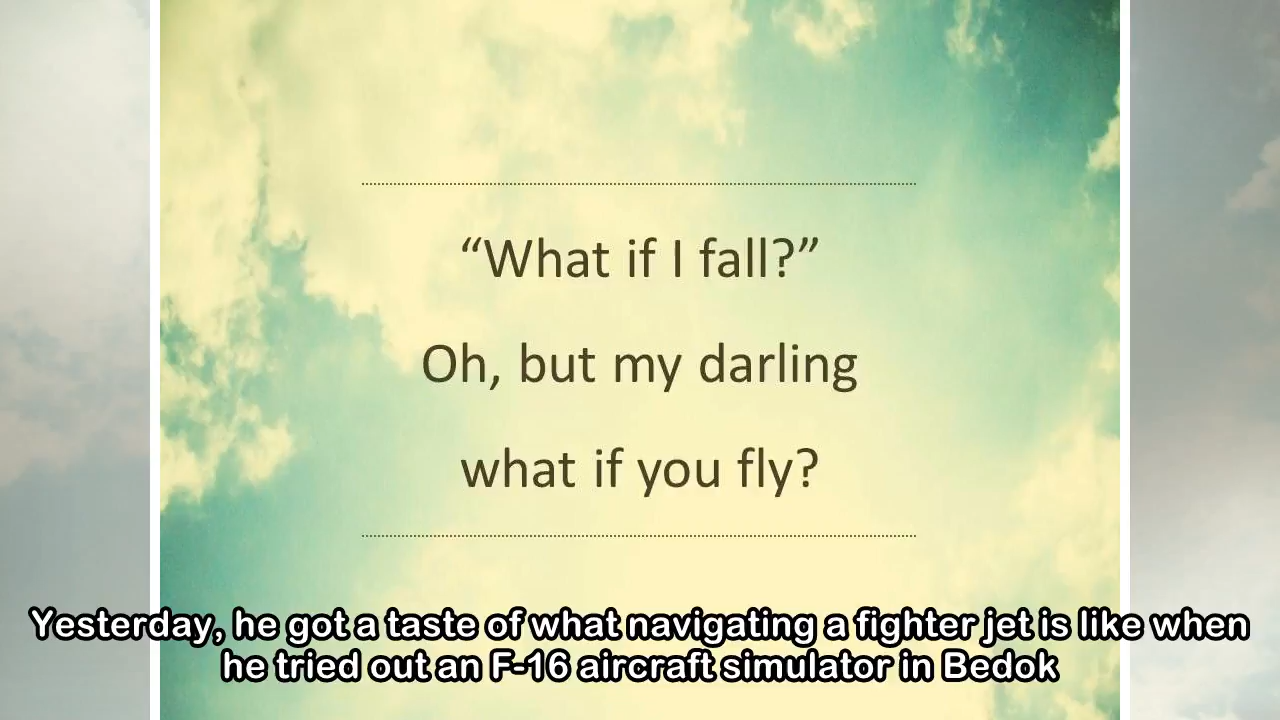 “What if I fall?”
Oh, but my darling
what if you fly?
Yesterday, he got a taste of what navigating a fighter jet is like when
he tried out an F-16 aircraft simulator in Bedok